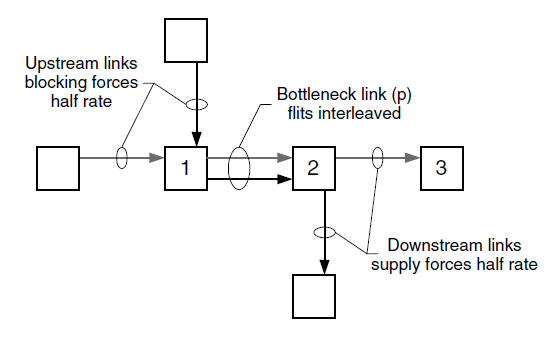 Upstream links
blocking forces
half rate
Bottleneck link (p)
flits interleaved
1
2
3
Downstream links
supply forces half rate